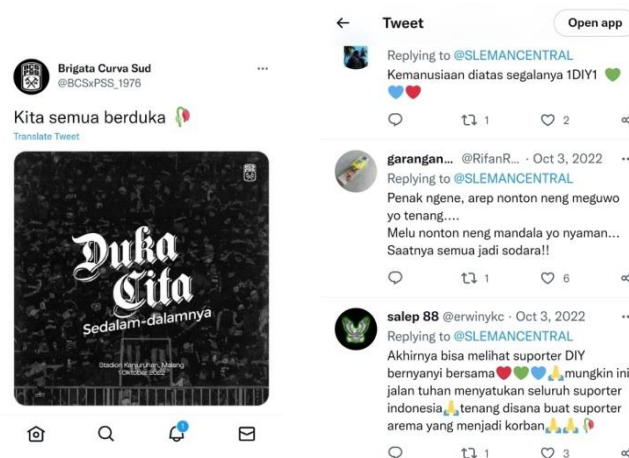 Brigata Curva Sud
@BCSxPSS_1976
Kita semua berduka
Translate Tweet
BCS
PSS
Duka
Cita
Sedalam-dalamnya
Stadion Kanjuruhan, Malang
1 Oktober 2022
1
Tweet
Open app
Replying to @SLEMANCENTRAL
Kemanusiaan diatas segalanya 1DIY1 💚
💙❤️
1
2
garangan... @RifanR... · Oct 3, 2022
Replying to @SLEMANCENTRAL
Penak ngene, arep nonton neng meguwo
yo tenang....
Melu nonton neng mandala yo nyaman...
Saatnya semua jadi sodara!!
1
6
salep 88 @erwinykc · Oct 3, 2022
Replying to @SLEMANCENTRAL
Akhirnya bisa melihat suporter DIY
bernyanyi bersama❤️💚💙🙏mungkin ini
jalan tuhan menyatukan seluruh suporter
indonesia🙏tenang disana buat suporter
arema yang menjadi korban🙏🙏🥀
1
3